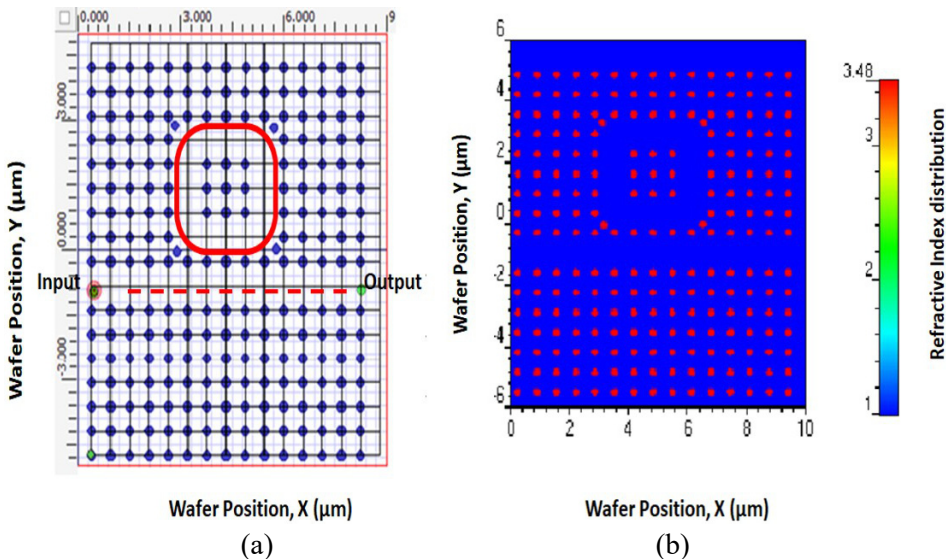 0.000 3.000 6.000 9
3.000
0.000
-3.000
Wafer Position, Y (µm)
Input
Output
Wafer Position, X (µm)
(a)
6
4
2
0
-2
-4
-6
0 2 4 6 8 10
Wafer Position, Y (µm)
Wafer Position, X (µm)
3.48
3
2
1
Refractive Index distribution
(b)